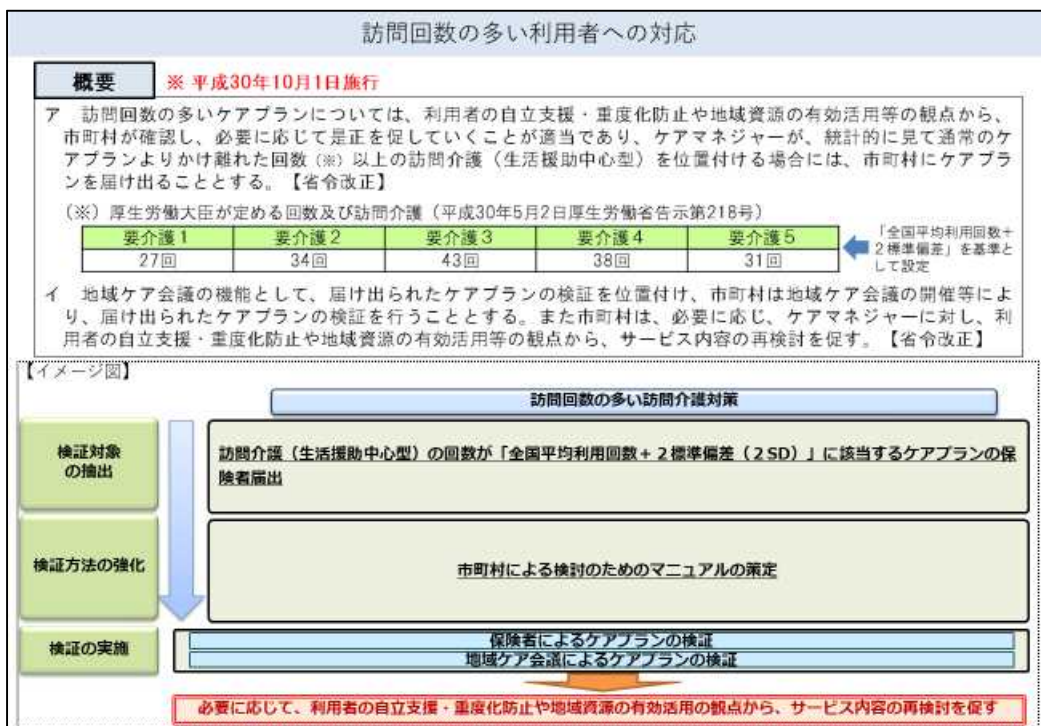 訪問回数の多い利用者への対応
概要
※ 平成30年10月1日施行
ア　訪問回数の多いケアプランについては、利用者の自立支援・重度化防止や地域資源の有効活用等の観点から、
市町村が確認し、必要に応じて是正を促していくことが適当であり、ケアマネジャーが、統計的に見て通常のケ
アプランよりかけ離れた回数（※）以上の訪問介護（生活援助中心型）を位置付ける場合には、市町村にケアプラ
ンを届け出ることとする。【省令改正】
（※）厚生労働大臣が定める回数及び訪問介護（平成30年5月2日厚生労働省告示第218号）
要介護１　要介護２　要介護３　要介護４　要介護５
27回　34回　43回　38回　31回
「全国平均利用回数＋
２標準偏差」を基準と
して設定
イ　地域ケア会議の機能として、届け出られたケアプランの検証を位置付け、市町村は地域ケア会議の開催等によ
り、届け出られたケアプランの検証を行うこととする。また市町村は、必要に応じ、ケアマネジャーに対し、利
用者の自立支援・重度化防止や地域資源の有効活用等の観点から、サービス内容の再検討を促す。【省令改正】
【イメージ図】
訪問回数の多い訪問介護対策
検証対象
の抽出
訪問介護（生活援助中心型）の回数が「全国平均利用回数＋２標準偏差（２SD）」に該当するケアプランの保
険者届出
検証方法の強化
市町村による検討のためのマニュアルの策定
検証の実施
保険者によるケアプランの検証
地域ケア会議によるケアプランの検証
必要に応じて、利用者の自立支援・重度化防止や地域資源の有効活用の観点から、サービス内容の再検討を促す